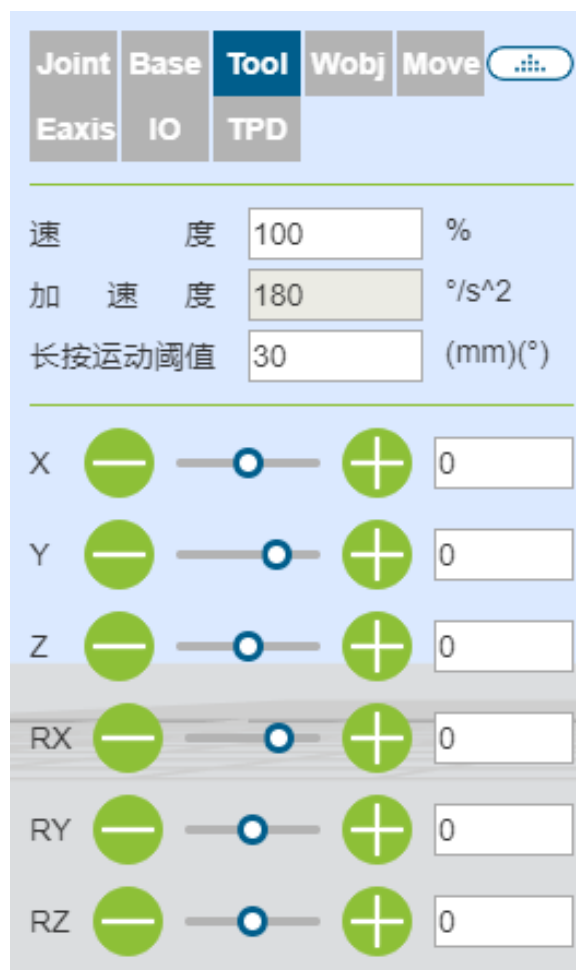 Joint Base Tool Wobj Move
Eaxis IO TPD
速 度 100 %
加 速 度 180 °/s^2
长按运动阈值 30 (mm)(°)
X 0
Y 0
Z 0
RX 0
RY 0
RZ 0